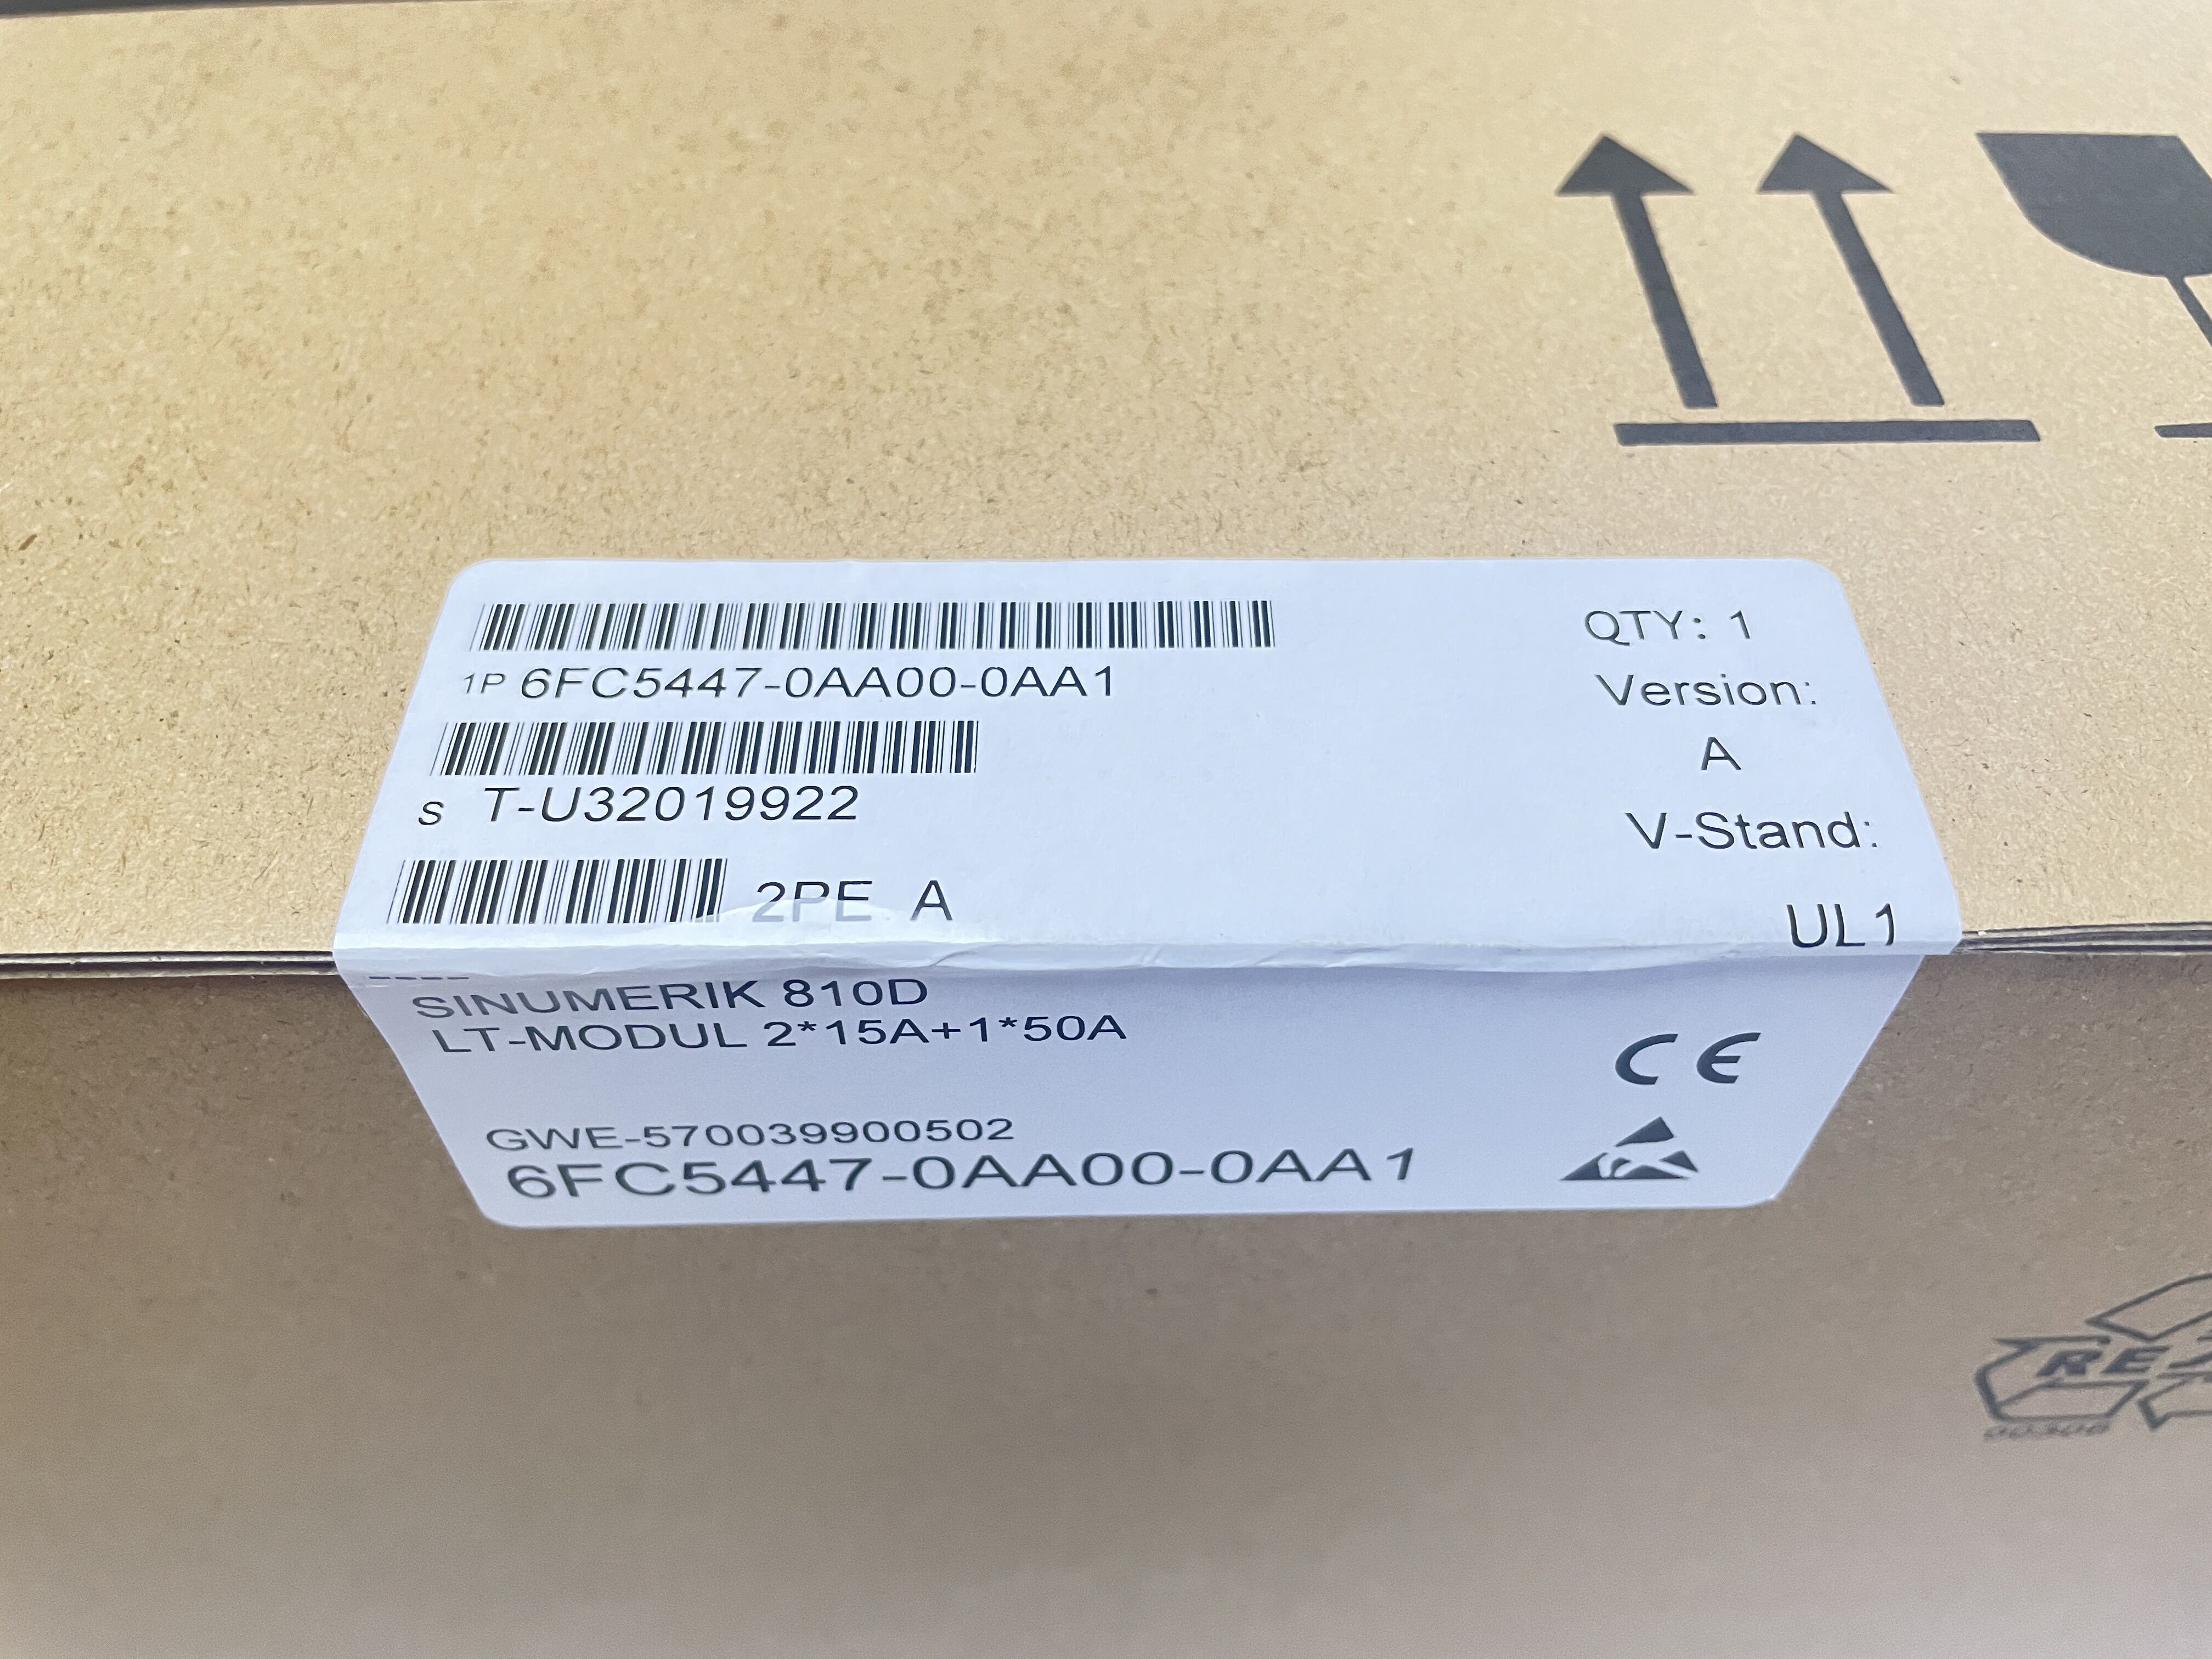 QTY: 1
1P 6FC5447-0AA00-0AA1
Version:
A
S T-U32019922
V-Stand:
2PE A
UL1
SINUMERIK 810D
LT-MODUL 2*15A+1*50A
CE
GWE-570039900502
6FC5447-0AA00-0AA1